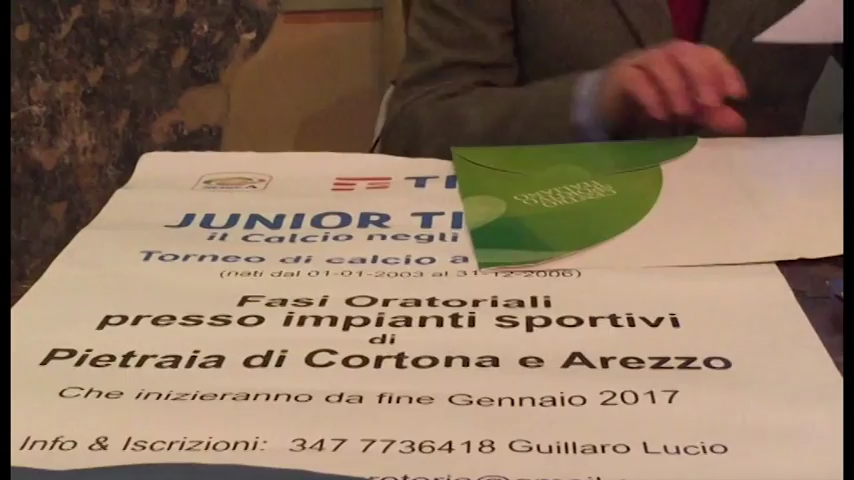 TI
JUNIOR TI
il Calcio negli
Torneo di calcio a
(nati dal 01-01-2003 al 31-12-2006)
Fasi Oratoriali
presso impianti sportivi
di
Pietraia di Cortona e Arezzo
Che inizieranno da fine Gennaio 2017
Info & Iscrizioni: 347 7736418 Guillaro Lucio